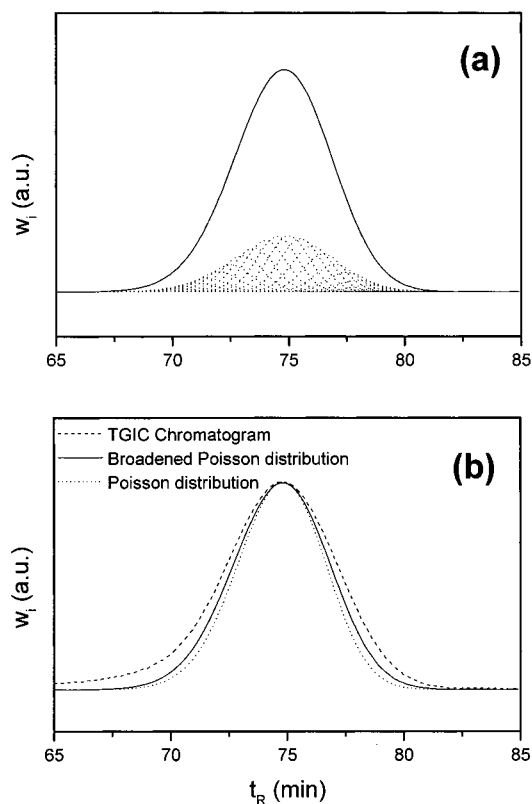 (a)
w_i (a.u.)
65 70 75 80 85
TGIC Chromatogram
Broadened Poisson distribution
Poisson distribution
(b)
w_i (a.u.)
65 70 75 80 85
t_R (min)